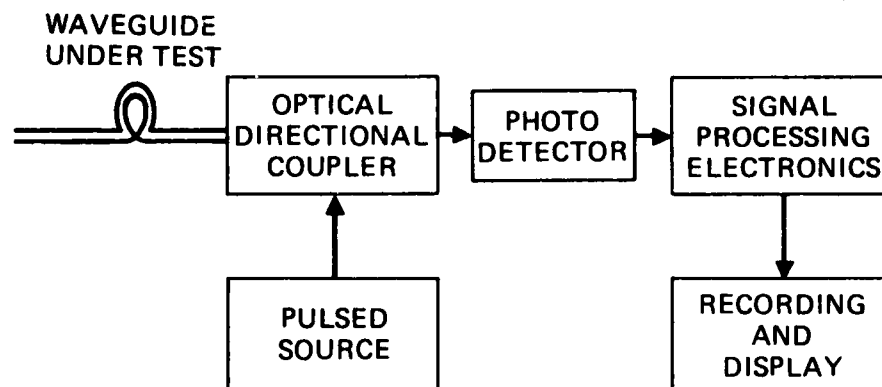 WAVEGUIDE
UNDER TEST
OPTICAL
DIRECTIONAL
COUPLER
PHOTO
DETECTOR
SIGNAL
PROCESSING
ELECTRONICS
PULSED
SOURCE
RECORDING
AND
DISPLAY